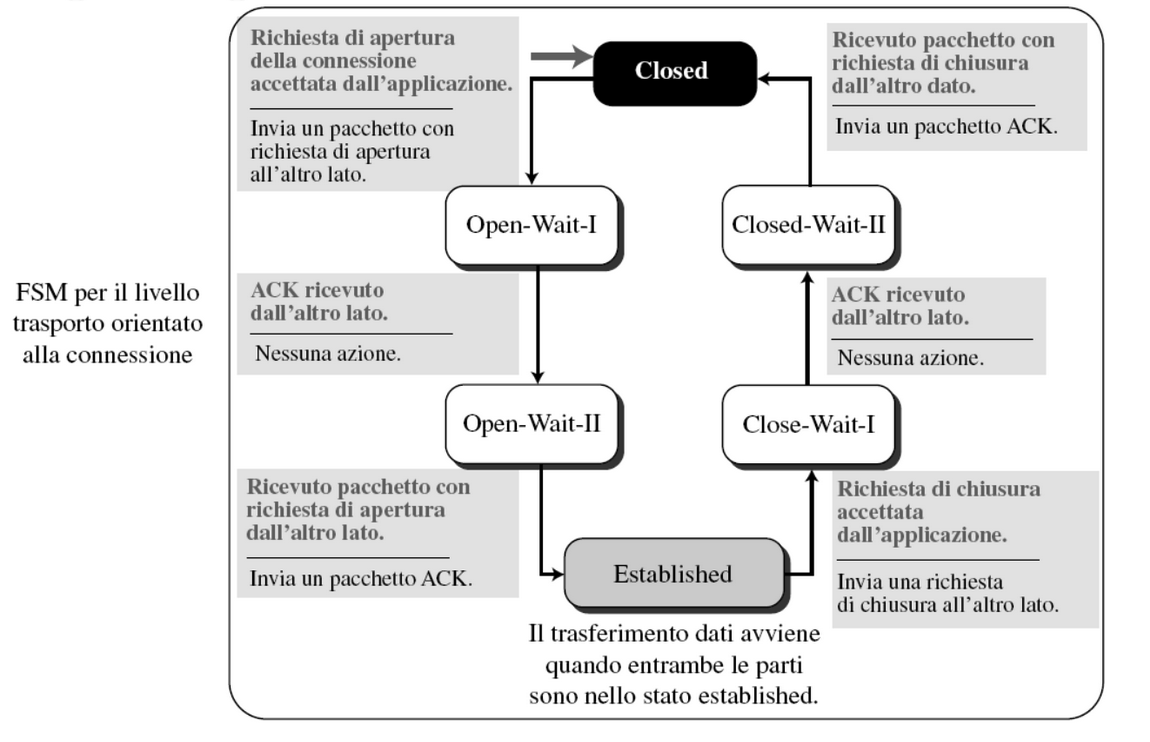 Richiesta di apertura
della connessione
accettata dall'applicazione.
Invia un pacchetto con
richiesta di apertura
all'altro lato.
Closed
Ricevuto pacchetto con
richiesta di chiusura
dall'altro dato.
Invia un pacchetto ACK.
Open-Wait-I
Closed-Wait-II
FSM per il livello
trasporto orientato
alla connessione
ACK ricevuto
dall'altro lato.
Nessuna azione.
ACK ricevuto
dall'altro lato.
Nessuna azione.
Open-Wait-II
Close-Wait-I
Ricevuto pacchetto con
richiesta di apertura
dall'altro lato.
Invia un pacchetto ACK.
Established
Richiesta di chiusura
accettata
dall'applicazione.
Invia una richiesta
di chiusura all'altro lato.
Il trasferimento dati avviene
quando entrambe le parti
sono nello stato established.